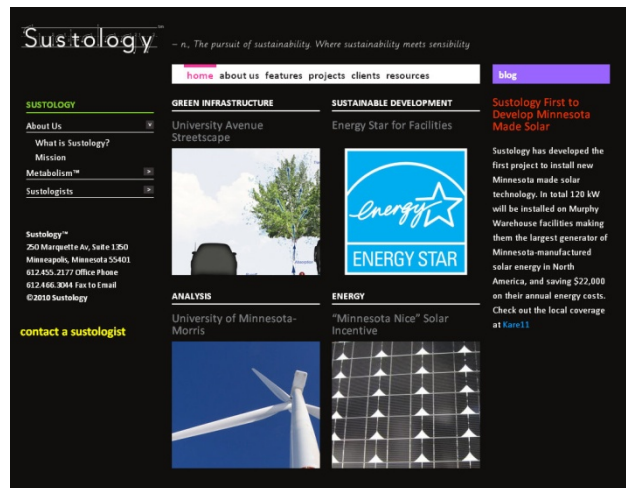 Sustology™
– n., The pursuit of sustainability. Where sustainability meets sensibility
home about us features projects clients resources
blog
SUSTOLOGY
About Us
What is Sustology?
Mission
Metabolism™
Sustologists
Sustology™
250 Marquette Av, Suite 1350
Minneapolis, Minnesota 55401
612.455.2177 Office Phone
612.466.3044 Fax to Email
©2010 Sustology
contact a sustologist
GREEN INFRASTRUCTURE
University Avenue
Streetscape
SUSTAINABLE DEVELOPMENT
Energy Star for Facilities
energy
ENERGY STAR
ANALYSIS
University of Minnesota-
Morris
ENERGY
“Minnesota Nice” Solar
Incentive
Sustology First to
Develop Minnesota
Made Solar
Sustology has developed the
first project to install new
Minnesota made solar
technology. In total 120 kW
will be installed on Murphy
Warehouse facilities making
them the largest generator of
Minnesota-manufactured
solar energy in North
America, and saving $22,000
on their annual energy costs.
Check out the local coverage
at Kare11